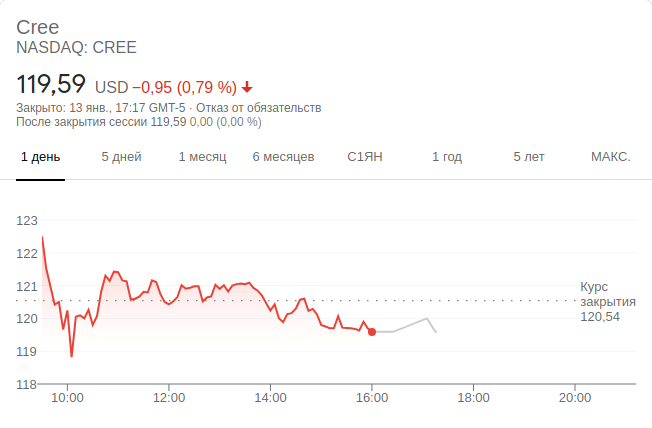 Cree
NASDAQ: CREE
119,59 USD −0,95 (0,79 %)
Закрыто: 13 янв., 17:17 GMT-5 · Отказ от обязательств
После закрытия сессии 119,59 0,00 (0,00 %)
1 день 5 дней 1 месяц 6 месяцев С1ЯН 1 год 5 лет МАКС.
123
122
121
120
119
118
Курс
закрытия
120,54
10:00 12:00 14:00 16:00 18:00 20:00